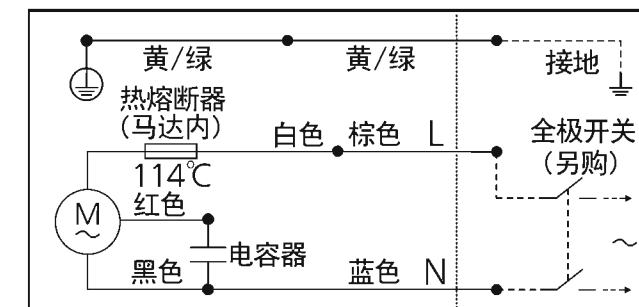 黄/绿 黄/绿
接地
热熔断器
(马达内)
白色 棕色 L
全极开关
(另购)
114℃
红色
M
~
电容器
~
黑色 蓝色 N